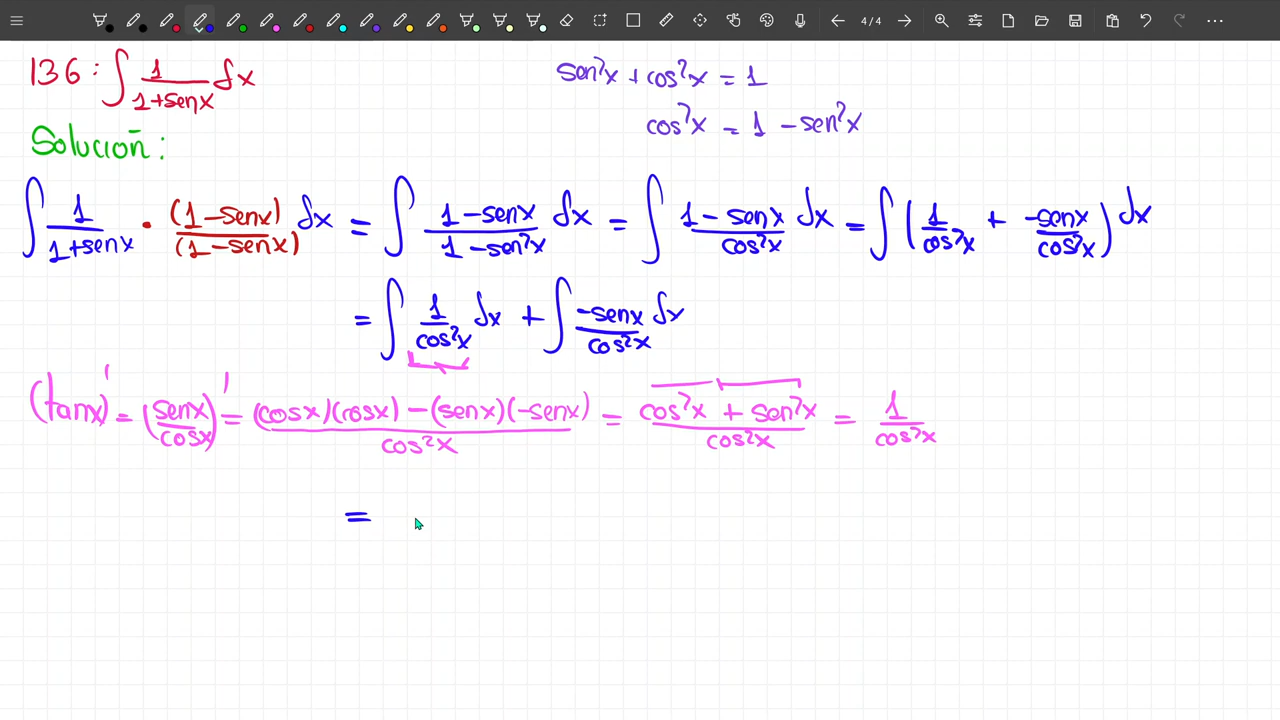 4/4
136: ∫ 1/(1+senx) dx
sen²x + cos²x = 1
cos²x = 1 - sen²x
Solución:
∫ 1/(1+senx) • (1-senx)/(1-senx) dx = ∫ (1-senx)/(1-sen²x) dx = ∫ (1-senx)/cos²x dx = ∫ (1/cos²x + -senx/cos²x) dx
= ∫ 1/cos²x dx + ∫ -senx/cos²x dx
(tanx)' = (senx/cosx)' = ((cosx)(cosx) - (senx)(-senx))/cos²x = (cos²x + sen²x)/cos²x = 1/cos²x
=